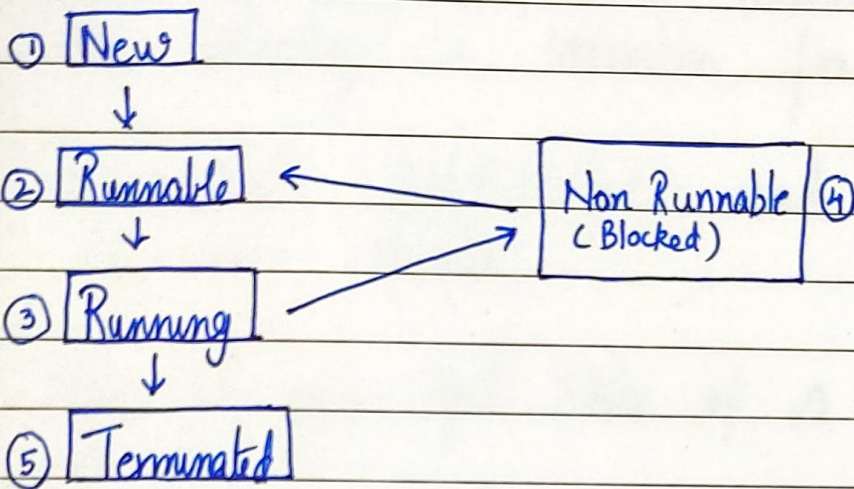 ① New
② Runnable
Non Runnable ④
(Blocked)
③ Running
⑤ Terminated